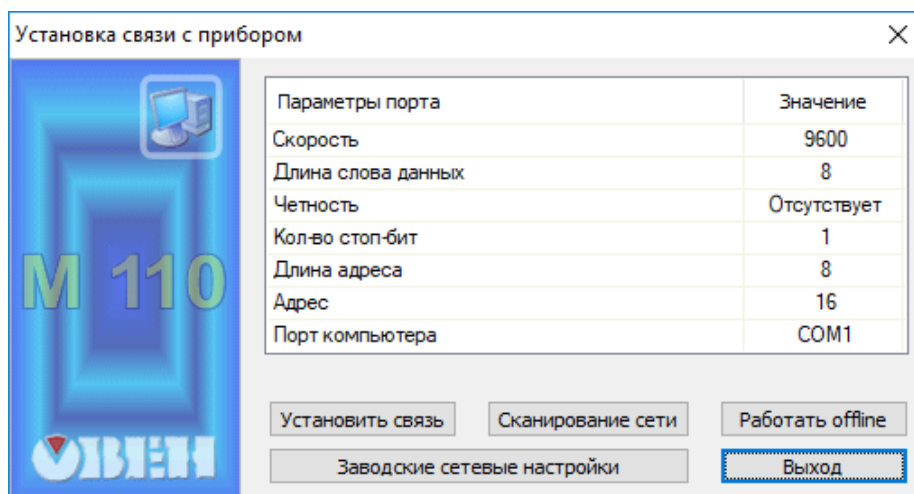 Установка связи с прибором
Параметры порта Значение
Скорость 9600
Длина слова данных 8
Четность Отсутствует
Кол-во стоп-бит 1
Длина адреса 8
Адрес 16
Порт компьютера COM1
М 110
ОВЕН
Установить связь Сканирование сети Работать offline
Заводские сетевые настройки Выход